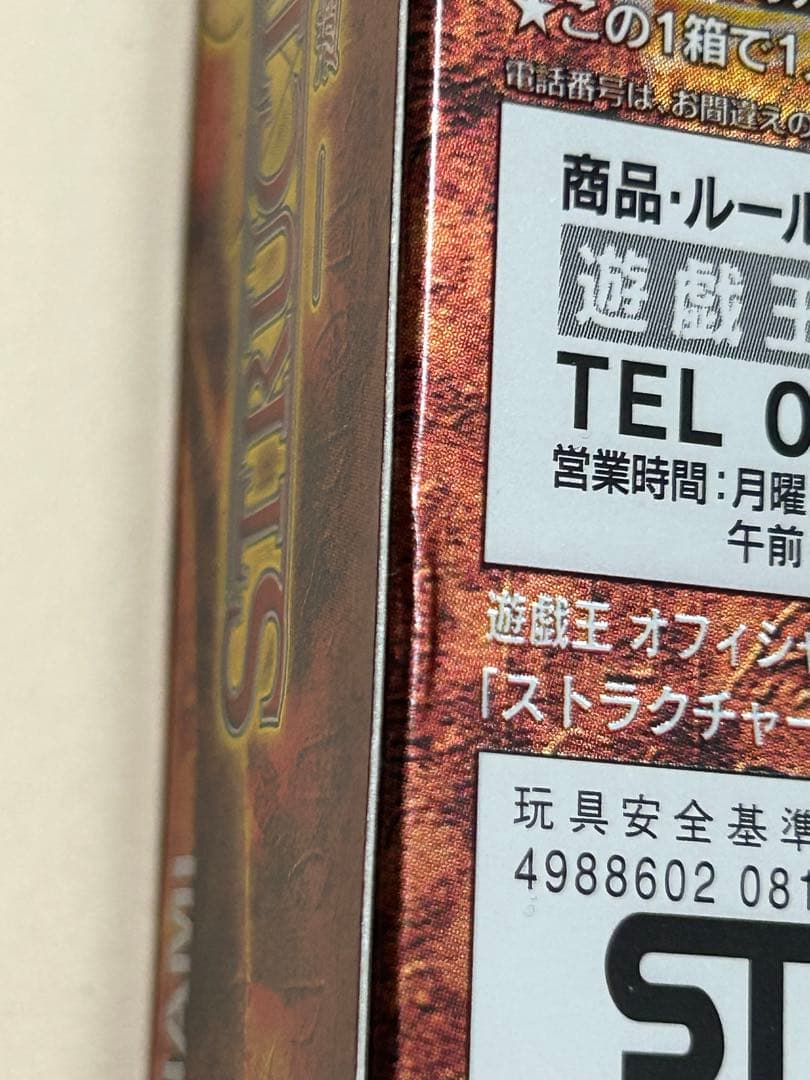 ★この1箱で1
電話番号は、お間違えの
商品・ルール
遊戯王
TEL 0
営業時間:月曜
午前
遊戯王 オフィシャ
「ストラクチャー
玩具安全基準
4988602 081
ST
STRUCT
KONAMI